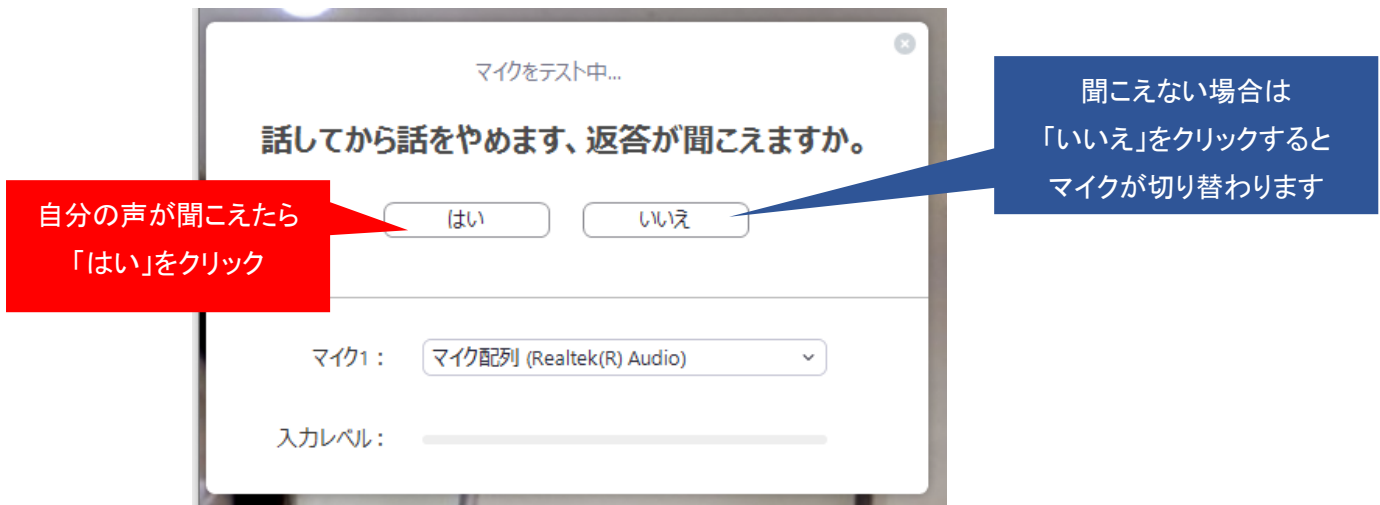 マイクをテスト中...
話してから話をやめます、返答が聞こえますか。
はい
いいえ
自分の声が聞こえたら
「はい」をクリック
聞こえない場合は
「いいえ」をクリックすると
マイクが切り替わります
マイク1：
マイク配列 (Realtek(R) Audio)
入力レベル：